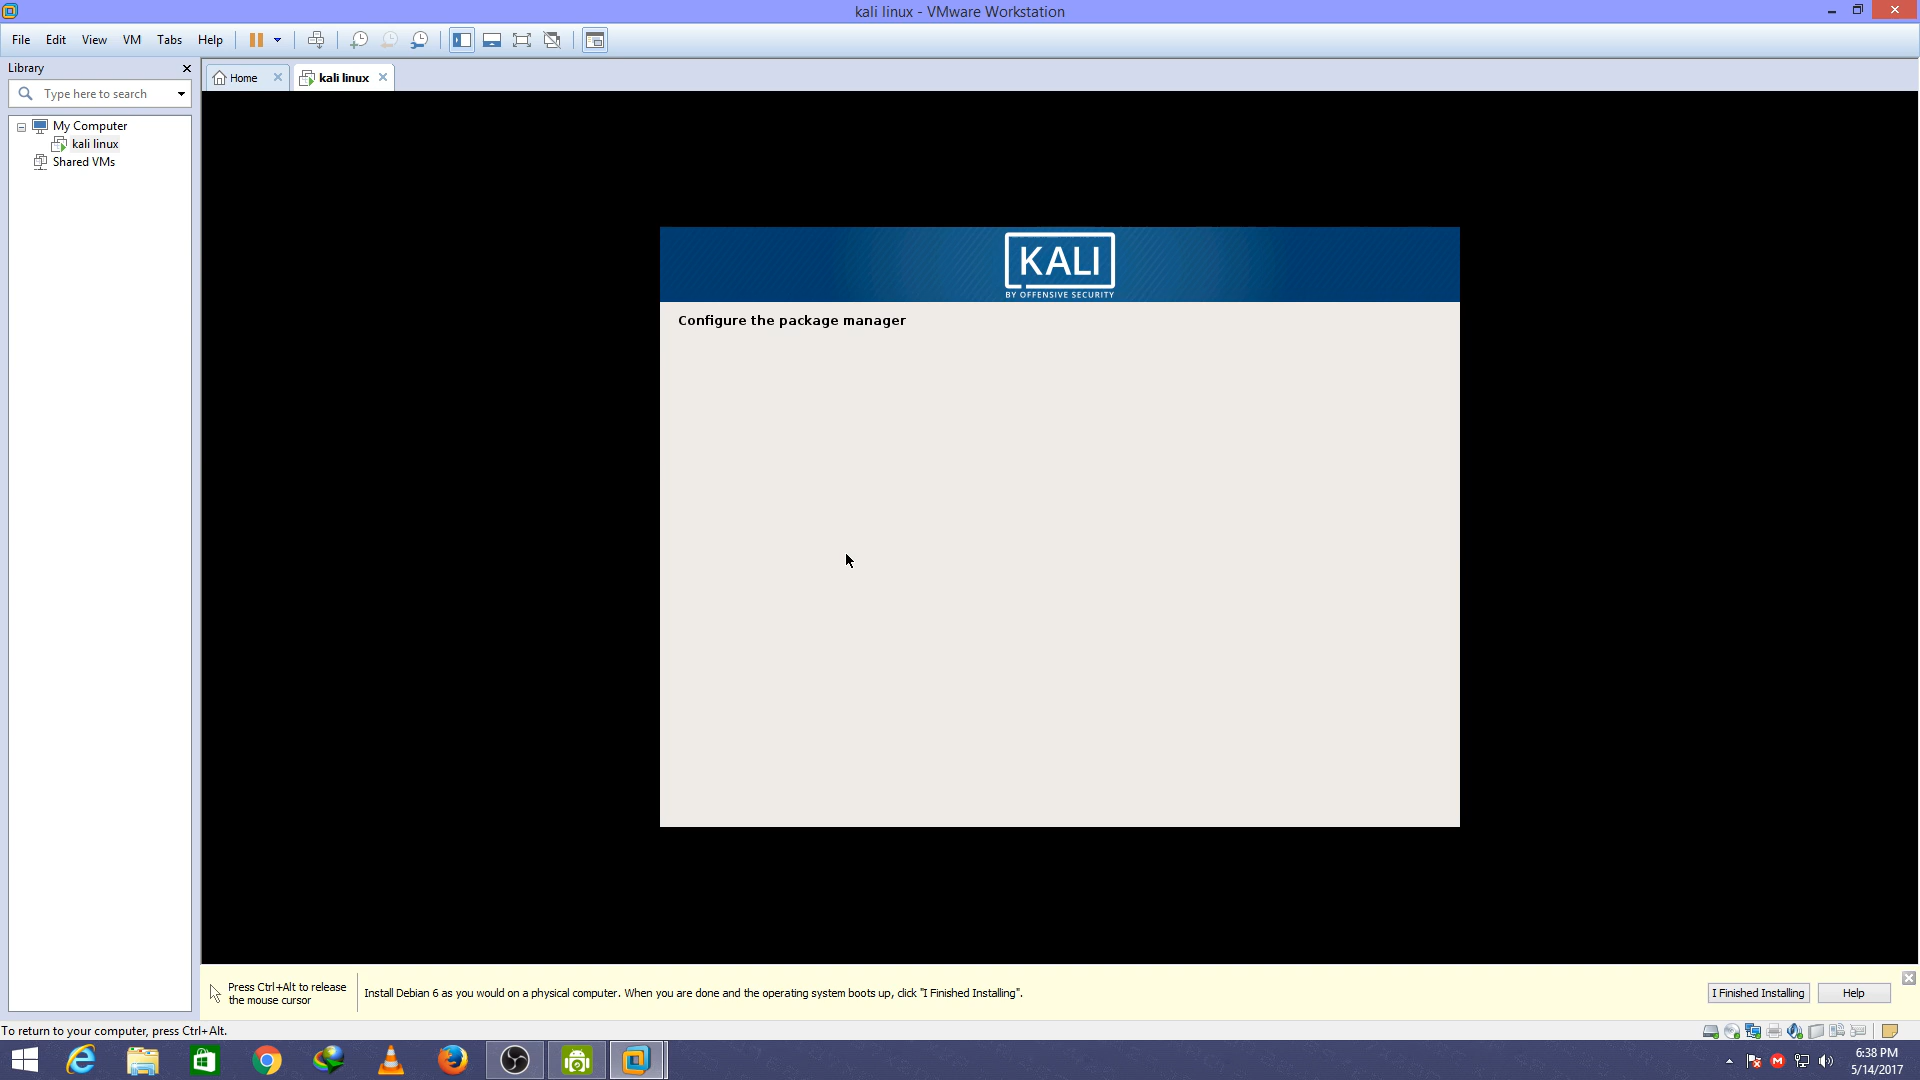 kali linux - VMware Workstation
File Edit View VM Tabs Help
Library
Home
kali linux
Type here to search
My Computer
kali linux
Shared VMs
KALI
BY OFFENSIVE SECURITY
Configure the package manager
Press Ctrl+Alt to release
the mouse cursor
Install Debian 6 as you would on a physical computer. When you are done and the operating system boots up, click "I Finished Installing".
I Finished Installing
Help
To return to your computer, press Ctrl+Alt.
6:38 PM
5/14/2017